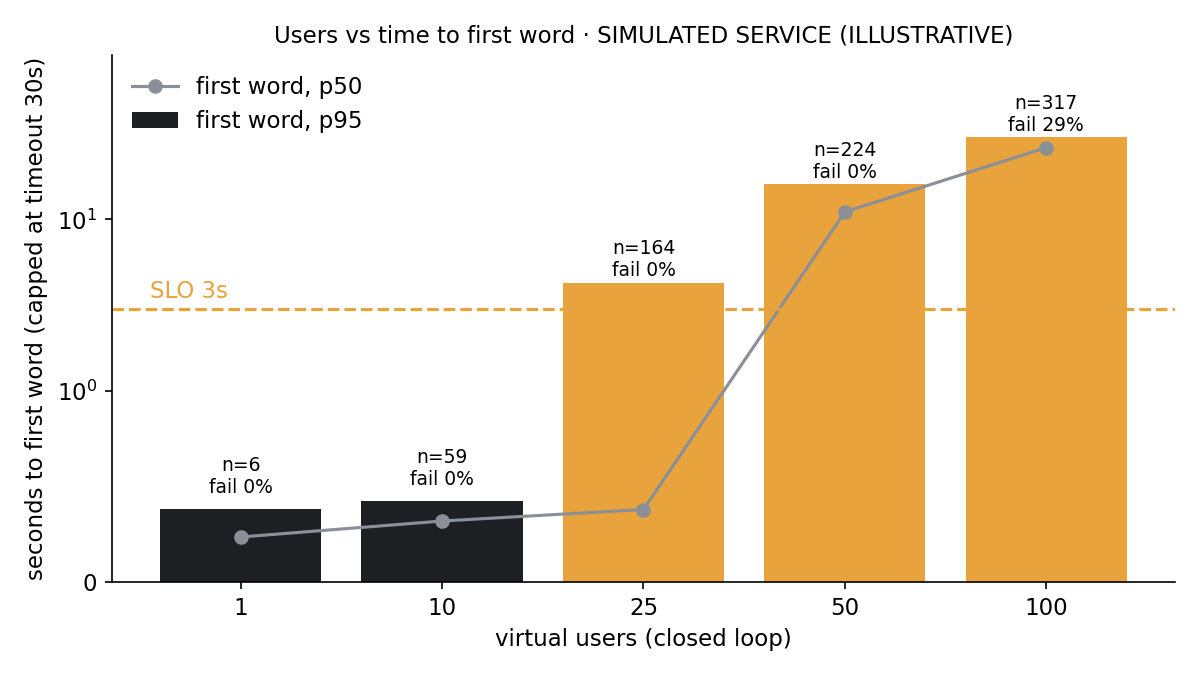 Users vs time to first word · SIMULATED SERVICE (ILLUSTRATIVE)
seconds to first word (capped at timeout 30s)
first word, p50
first word, p95
n=317
fail 29%
n=224
fail 0%
10¹
n=164
fail 0%
SLO 3s
10⁰
n=6
fail 0%
n=59
fail 0%
0
1 10 25 50 100
virtual users (closed loop)